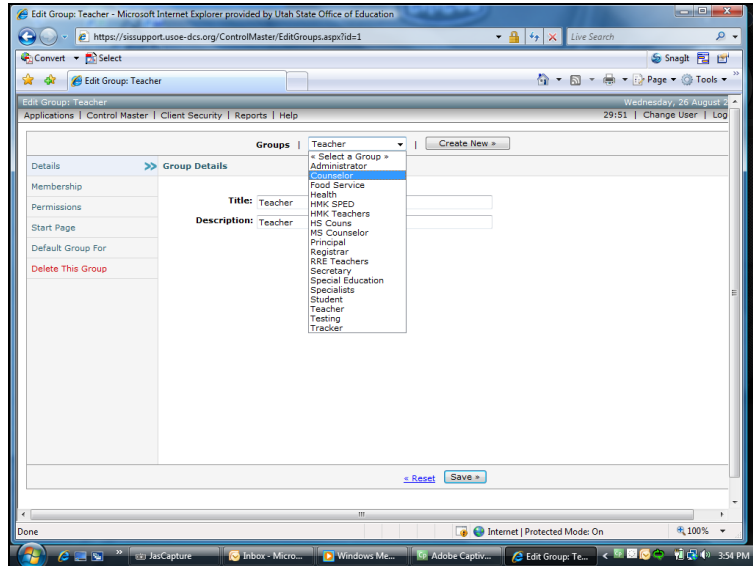 Edit Group: Teacher - Microsoft Internet Explorer provided by Utah State Office of Education
https://sissupport.usoe-dcs.org/ControlMaster/EditGroups.aspx?id=1
Live Search
Convert
Select
SnagIt
Edit Group: Teacher
Page
Tools
Edit Group: Teacher
Wednesday, 26 August 2
Applications | Control Master | Client Security | Reports | Help
29:51 | Change User | Log
Groups | Teacher | Create New »
« Select a Group »
Administrator
Counselor
Food Service
Health
HMK SPED
HMK Teachers
HS Couns
MS Counselor
Principal
Registrar
RRE Teachers
Secretary
Special Education
Specialists
Student
Teacher
Testing
Tracker
Details
Membership
Permissions
Start Page
Default Group For
Delete This Group
Group Details
Title: Teacher
Description: Teacher
« Reset
Save »
Done
Internet | Protected Mode: On
100%
JasCapture
Inbox - Micro...
Windows Me...
Adobe Captiv...
Edit Group: Te...
3:54 PM